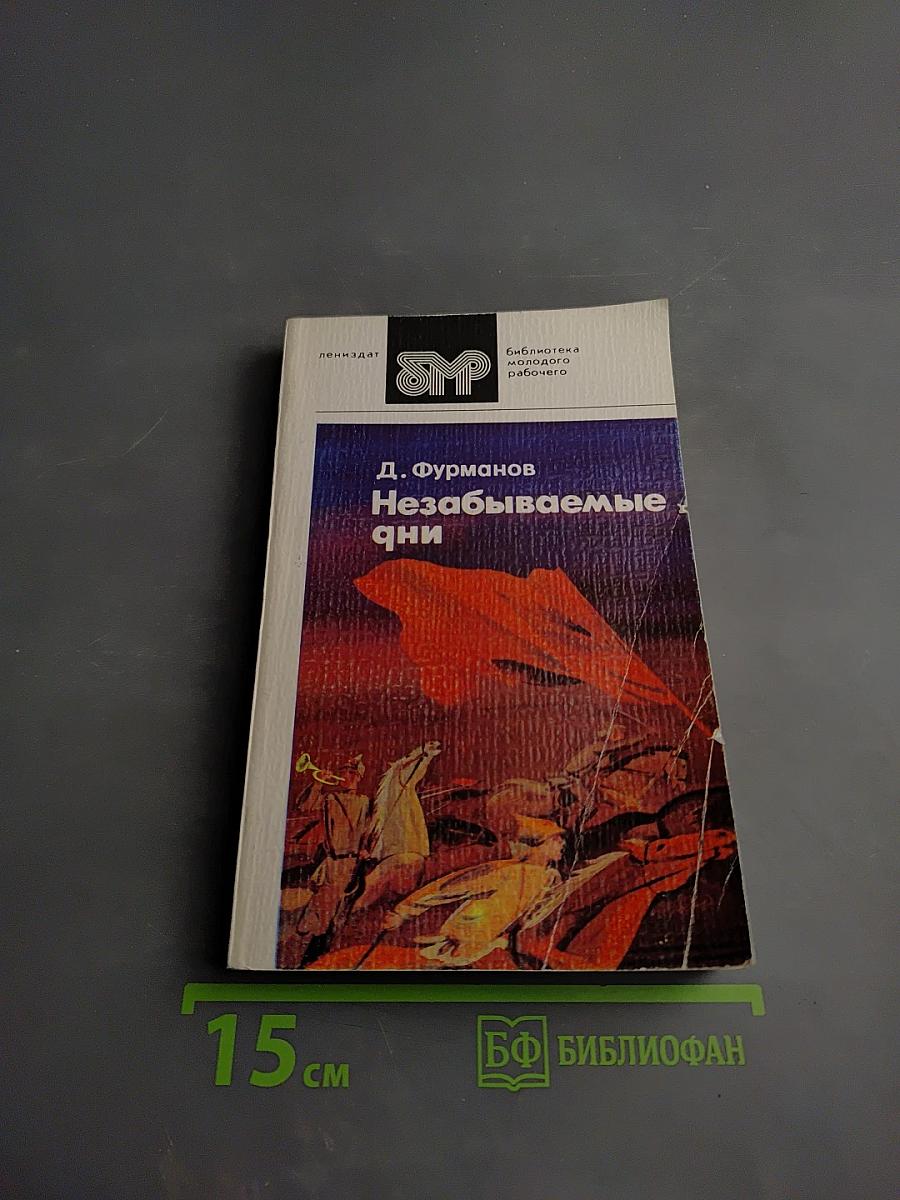 лениздат
бмр
библиотека
молодого
рабочего
Д. Фурманов
Незабываемые
дни
15 см
БФ БИБЛИОФАН